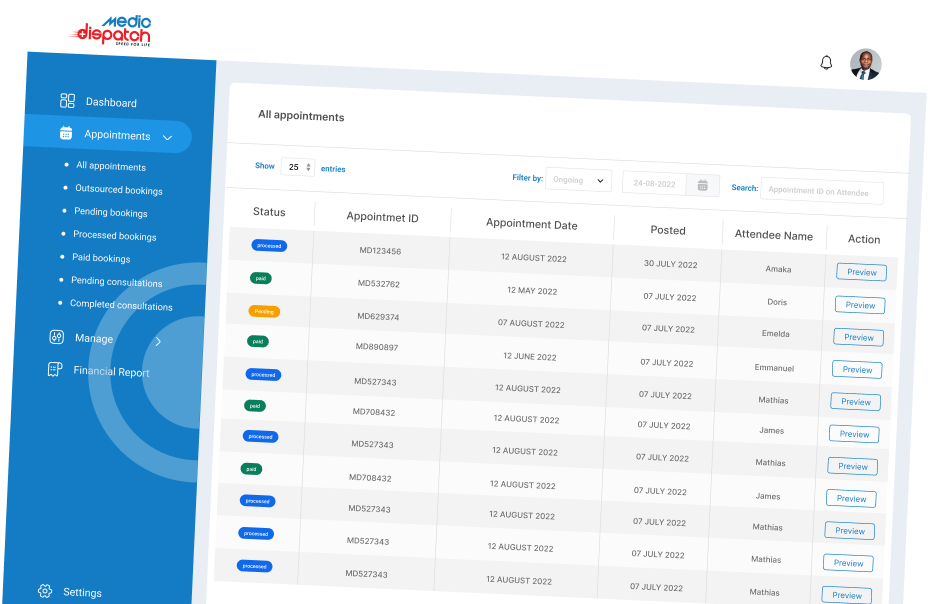 Medic
dispatch
SPEED FOR LIFE
Dashboard
Appointments
All appointments
Outsourced bookings
Pending bookings
Processed bookings
Paid bookings
Pending consultations
Completed consultations
Manage
Financial Report
Settings
All appointments
Show 25 entries Filter by: Ongoing 24-08-2022 Search: Appointment ID on Attendee
Status Appointmet ID Appointment Date Posted Attendee Name Action
processed MD123456 12 AUGUST 2022 30 JULY 2022 Amaka Preview
paid MD532762 12 MAY 2022 07 JULY 2022 Doris Preview
Pending MD629374 07 AUGUST 2022 07 JULY 2022 Emelda Preview
paid MD890897 12 JUNE 2022 07 JULY 2022 Emmanuel Preview
processed MD527343 12 AUGUST 2022 07 JULY 2022 Mathias Preview
paid MD708432 12 AUGUST 2022 07 JULY 2022 James Preview
processed MD527343 12 AUGUST 2022 07 JULY 2022 Mathias Preview
paid MD708432 12 AUGUST 2022 07 JULY 2022 James Preview
processed MD527343 12 AUGUST 2022 07 JULY 2022 Mathias Preview
processed MD527343 12 AUGUST 2022 07 JULY 2022 Mathias Preview
processed MD527343 12 AUGUST 2022 07 JULY 2022 Mathias Preview